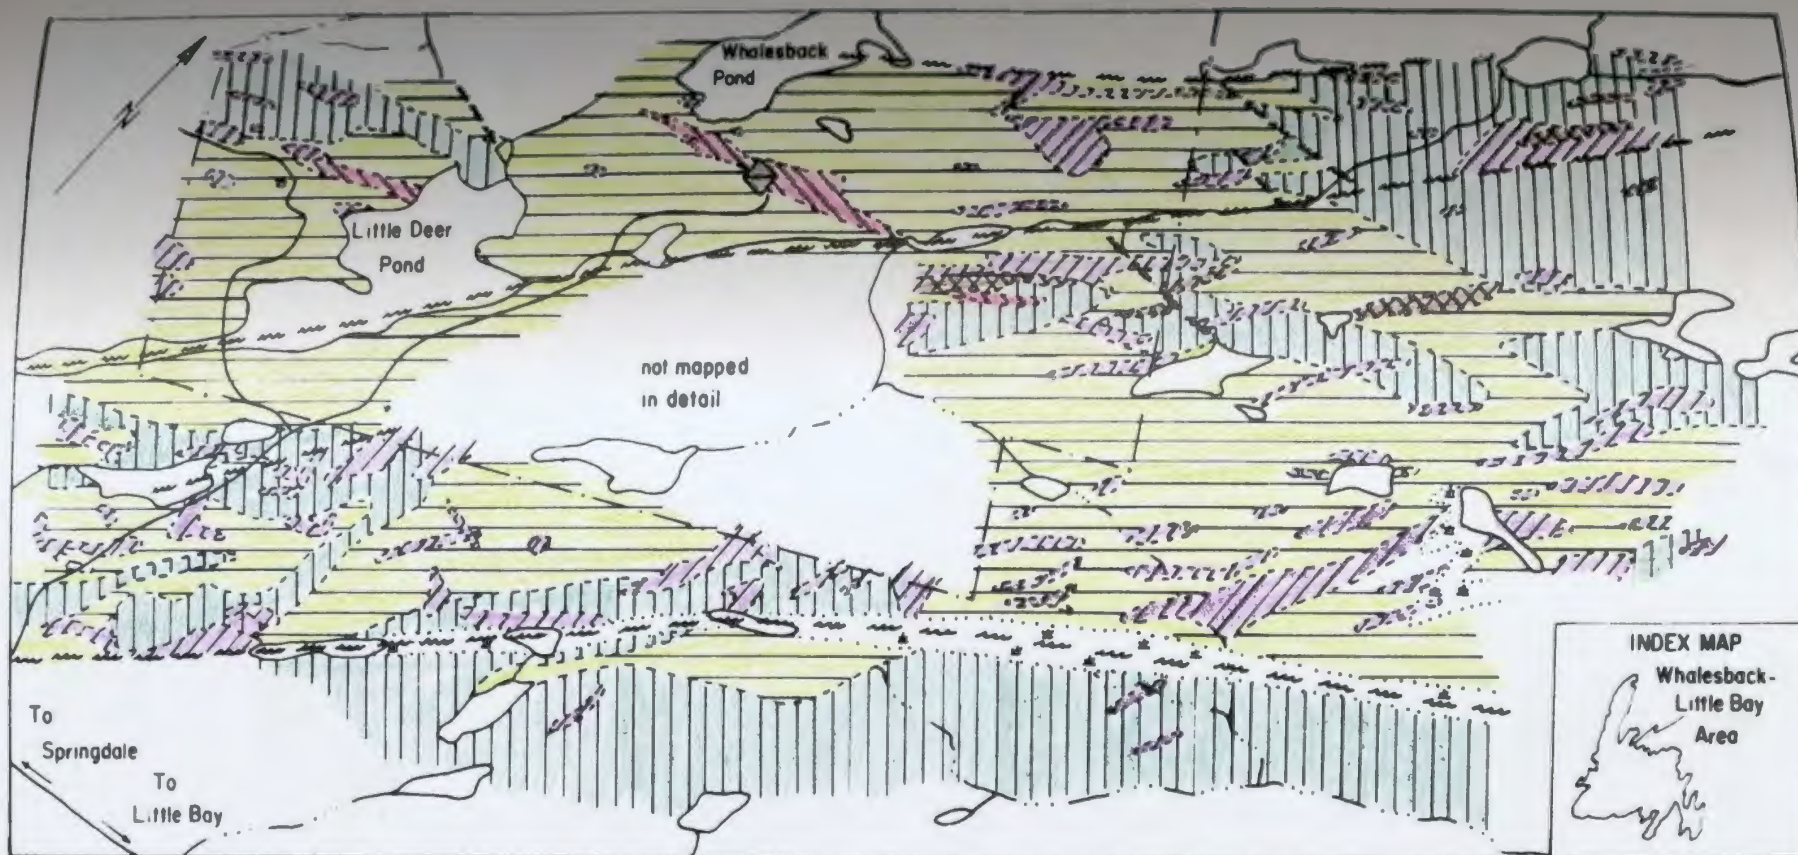 N
Whalesback
Pond
Little Deer
Pond
not mapped
in detail
To
Springdale
To
Little Bay
INDEX MAP
Whalesback-
Little Bay
Area